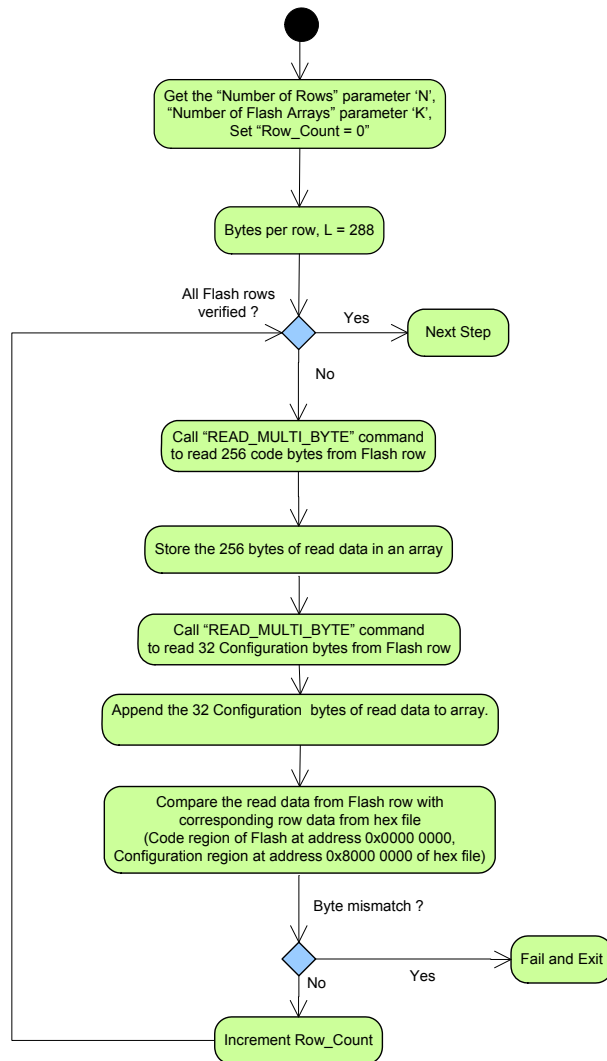 Get the “Number of Rows” parameter ‘N’,
“Number of Flash Arrays” parameter ‘K’,
Set “Row_Count = 0”
Bytes per row, L = 288
All Flash rows
verified ?
Yes
Next Step
No
Call “READ_MULTI_BYTE” command
to read 256 code bytes from Flash row
Store the 256 bytes of read data in an array
Call “READ_MULTI_BYTE” command
to read 32 Configuration bytes from Flash row
Append the 32 Configuration  bytes of read data to array.
Compare the read data from Flash row with
corresponding row data from hex file
(Code region of Flash at address 0x0000 0000,
Configuration region at address 0x8000 0000 of hex file)
Byte mismatch ?
Yes
Fail and Exit
No
Increment Row_Count